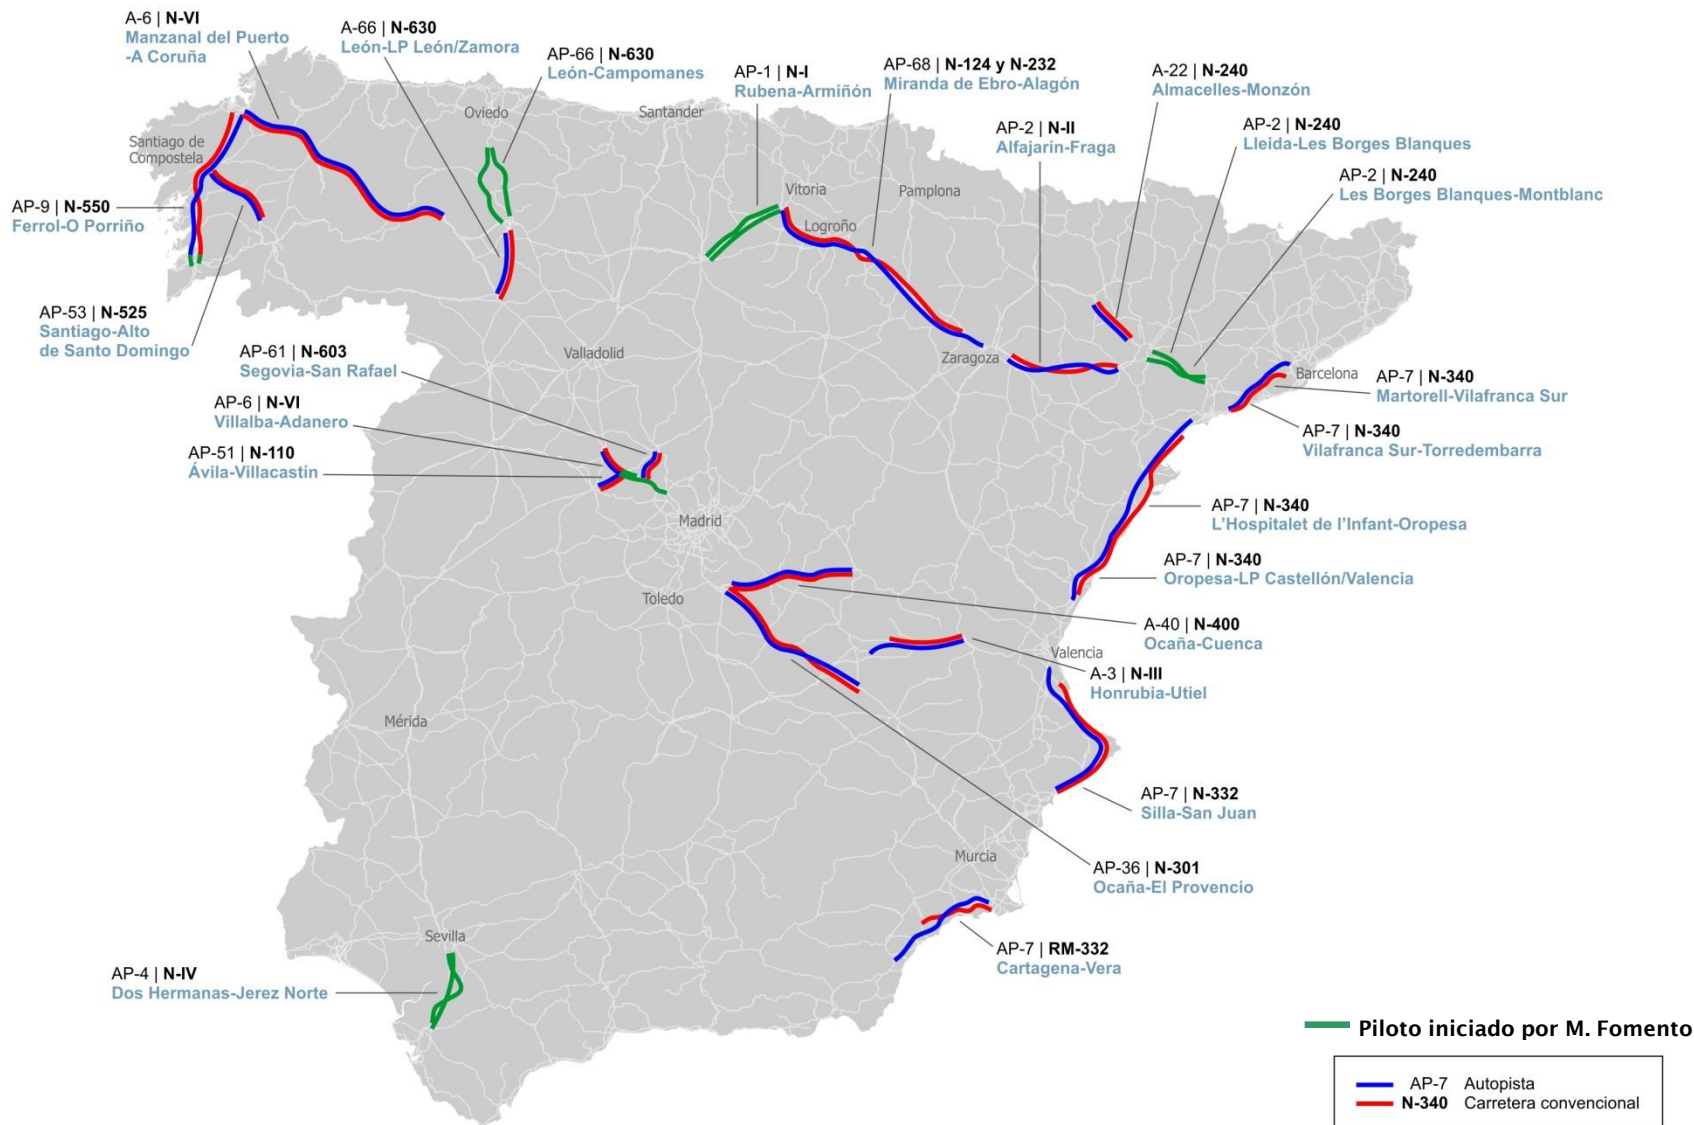 A-6 | N-VI
Manzanal del Puerto
-A Coruña
A-66 | N-630
León-LP León/Zamora
AP-66 | N-630
León-Campomanes
AP-1 | N-I
Rubena-Armiñón
AP-68 | N-124 y N-232
Miranda de Ebro-Alagón
A-22 | N-240
Almacelles-Monzón
AP-2 | N-II
Alfajarín-Fraga
AP-2 | N-240
Lleida-Les Borges Blanques
AP-2 | N-240
Les Borges Blanques-Montblanc
Oviedo
Santander
Santiago de
Compostela
Vitoria
Pamplona
Logroño
AP-9 | N-550
Ferrol-O Porriño
AP-53 | N-525
Santiago-Alto
de Santo Domingo
AP-61 | N-603
Segovia-San Rafael
Valladolid
Zaragoza
Barcelona
AP-7 | N-340
Martorell-Vilafranca Sur
AP-6 | N-VI
Villalba-Adanero
AP-7 | N-340
Vilafranca Sur-Torredembarra
AP-51 | N-110
Ávila-Villacastín
Madrid
AP-7 | N-340
L'Hospitalet de l'Infant-Oropesa
AP-7 | N-340
Oropesa-LP Castellón/Valencia
Toledo
A-40 | N-400
Ocaña-Cuenca
Valencia
A-3 | N-III
Honrubia-Utiel
Mérida
AP-7 | N-332
Silla-San Juan
Murcia
AP-36 | N-301
Ocaña-El Provencio
Sevilla
AP-7 | RM-332
Cartagena-Vera
AP-4 | N-IV
Dos Hermanas-Jerez Norte
Piloto iniciado por M. Fomento
AP-7 Autopista
N-340 Carretera convencional